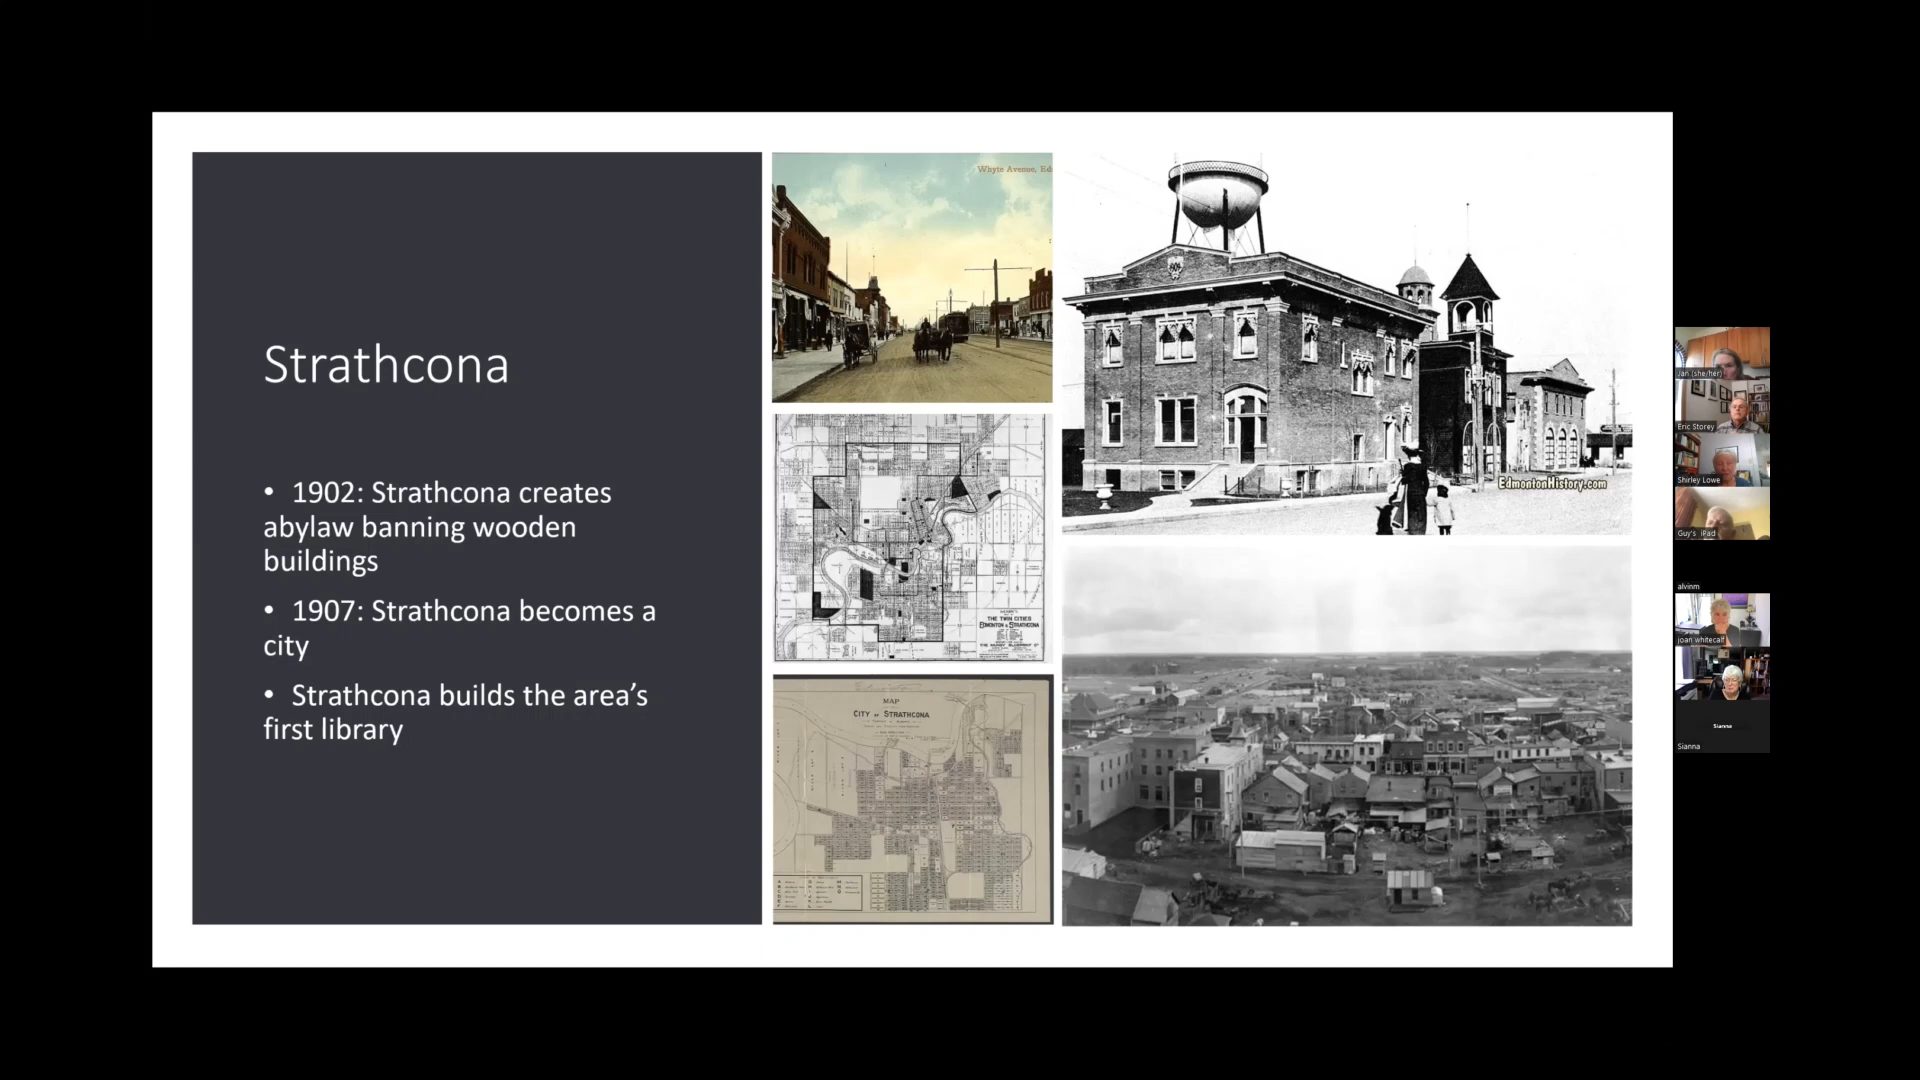 Strathcona
• 1902: Strathcona creates
abylaw banning wooden
buildings
• 1907: Strathcona becomes a
city
• Strathcona builds the area’s
first library
Whyte Avenue, Ed
EdmontonHistory.com
THE TWIN CITIES
EDMONTON & STRATHCONA
MAP
CITY OF STRATHCONA
Jan (she/her)
Eric Storey
Shirley Lowe
Guy's iPad
alvinm
joan whitecalf
Sianna
Sianna